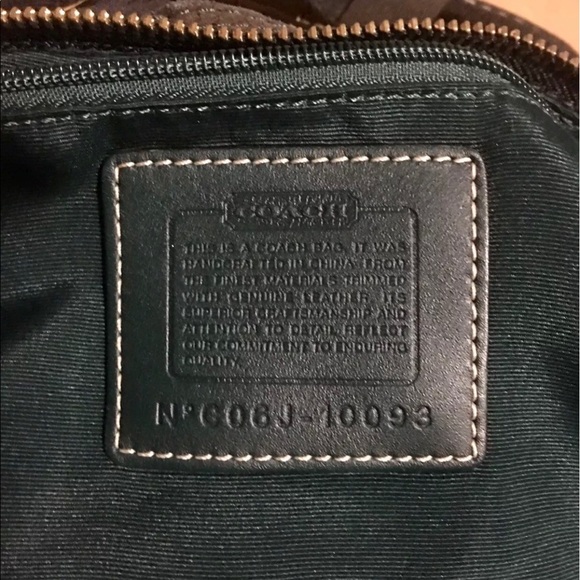 COACH
THIS IS A COACH BAG. IT WAS
HANDCRAFTED IN CHINA FROM
THE FINEST MATERIALS TRIMMED
WITH GENUINE LEATHER. ITS
SUPERIOR CRAFTSMANSHIP AND
ATTENTION TO DETAIL REFLECT
OUR COMMITMENT TO ENDURING
QUALITY.
Nº C06J-10093